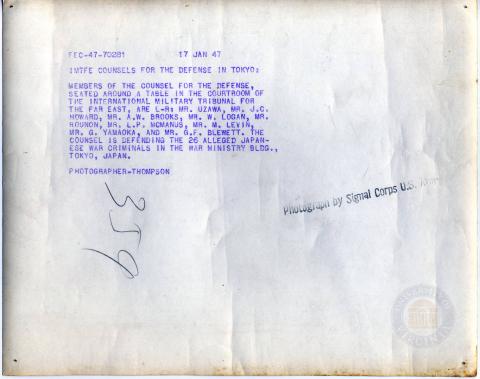 FEC-47-70281 17 JAN 47
IMTFE COUNSELS FOR THE DEFENSE IN TOKYO:
MEMBERS OF THE COUNSEL FOR THE DEFENSE,
SEATED AROUND A TABLE IN THE COURTROOM OF
THE INTERNATIONAL MILITARY TRIBUNAL FOR
THE FAR EAST, ARE L-R: MR. UZAWA, MR. J.C.
HOWARD, MR. A.W. BROOKS, MR. W. LOGAN, MR.
ROUNON, MR. L.P. MCMANUS, MR. M. LEVIN,
MR. G. YAMAOKA, AND MR. G.F. BLEWETT. THE
COUNSEL IS DEFENDING THE 26 ALLEGED JAPAN-
ESE WAR CRIMINALS IN THE WAR MINISTRY BLDG.,
TOKYO, JAPAN.
PHOTOGRAPHER-THOMPSON
Photograph by Signal Corps U.S.
359
UNIVERSITY
VIRGINIA